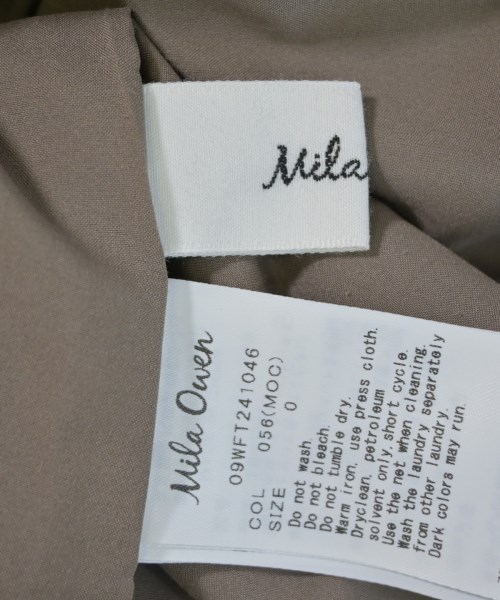 Mila
Mila Owen
09WFT241046
COL 056(MOC)
SIZE 0
Do not wash.
Do not bleach.
Do not tumble dry.
Warm iron, use press cloth.
Dryclean, petroleum
solvent only,short cycle.
Use the net when cleaning.
Wash the laundry separately
from other laundry.
Dark colors may run.